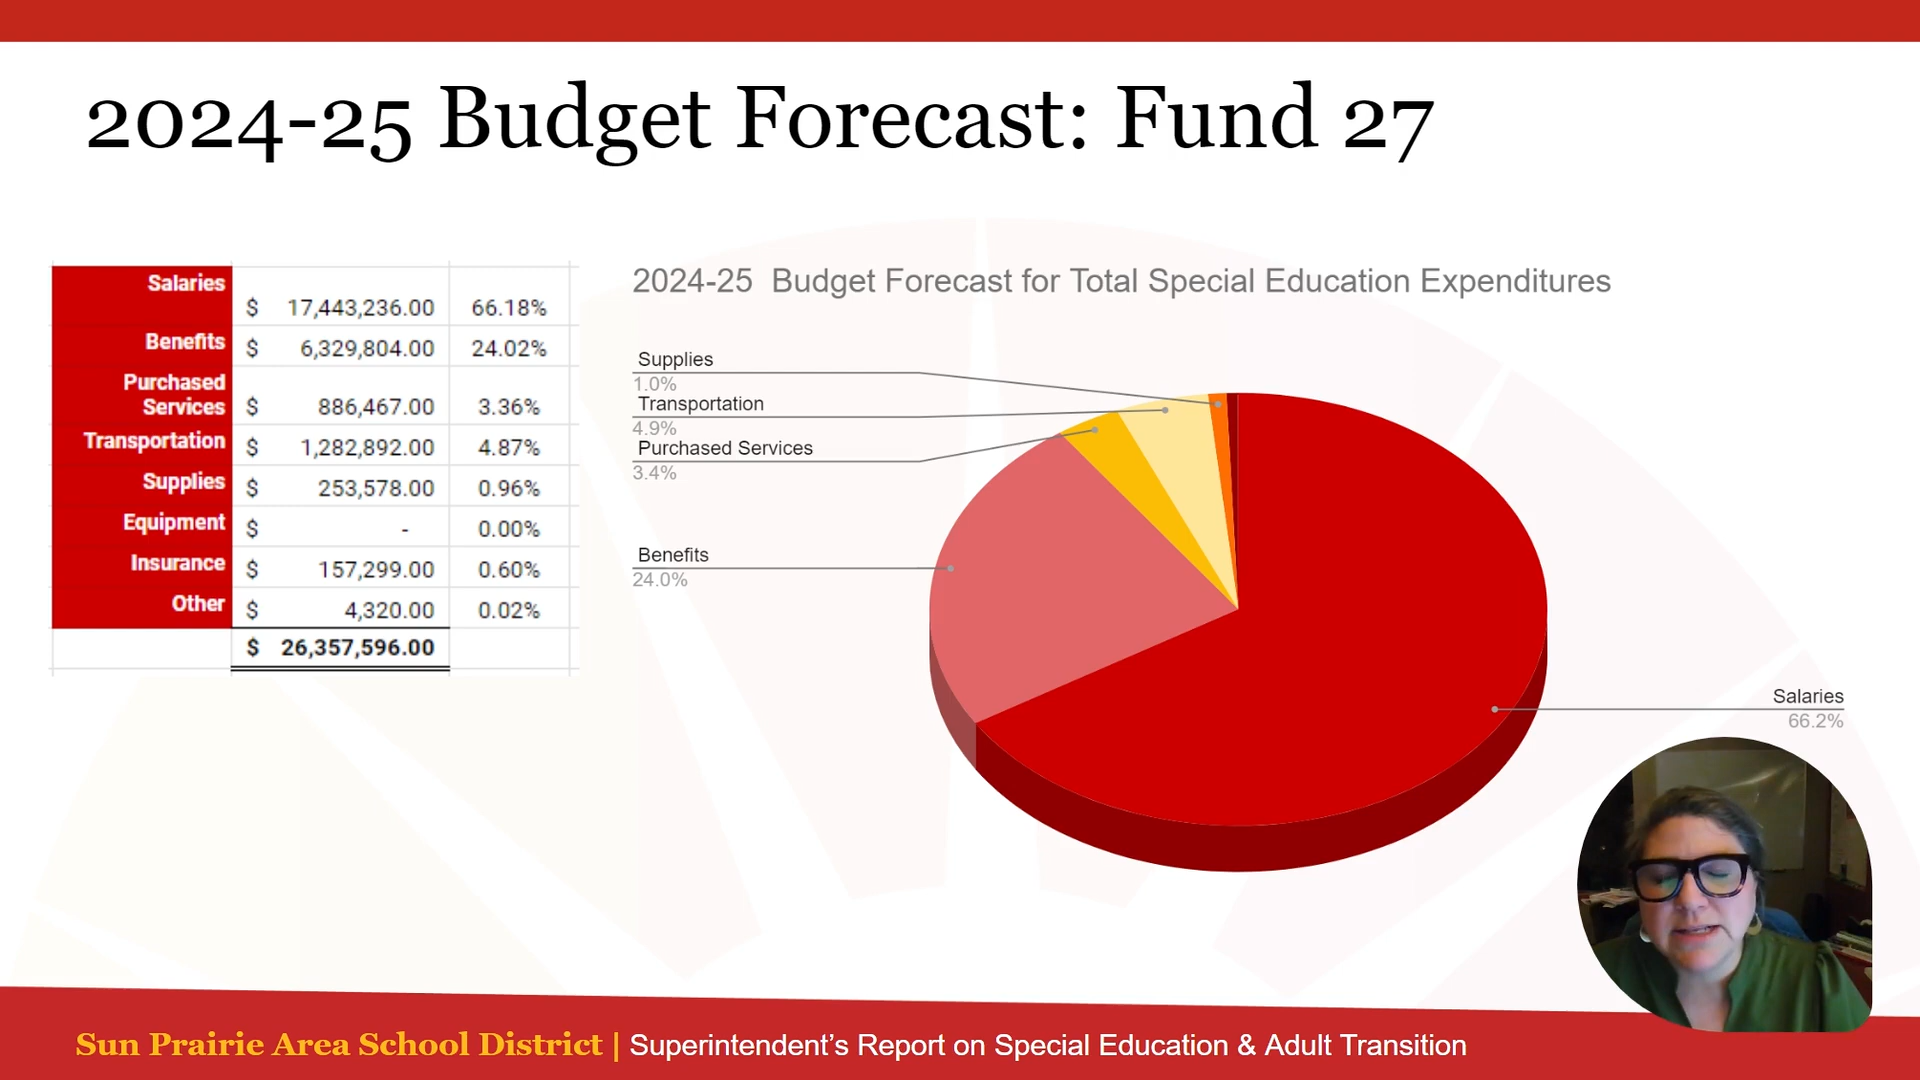 2024-25 Budget Forecast: Fund 27
Salaries $ 17,443,236.00 66.18%
Benefits $ 6,329,804.00 24.02%
Purchased
Services $ 886,467.00 3.36%
Transportation $ 1,282,892.00 4.87%
Supplies $ 253,578.00 0.96%
Equipment $ - 0.00%
Insurance $ 157,299.00 0.60%
Other $ 4,320.00 0.02%
$ 26,357,596.00
2024-25 Budget Forecast for Total Special Education Expenditures
Supplies
1.0%
Transportation
4.9%
Purchased Services
3.4%
Benefits
24.0%
Salaries
66.2%
Sun Prairie Area School District | Superintendent’s Report on Special Education & Adult Transition